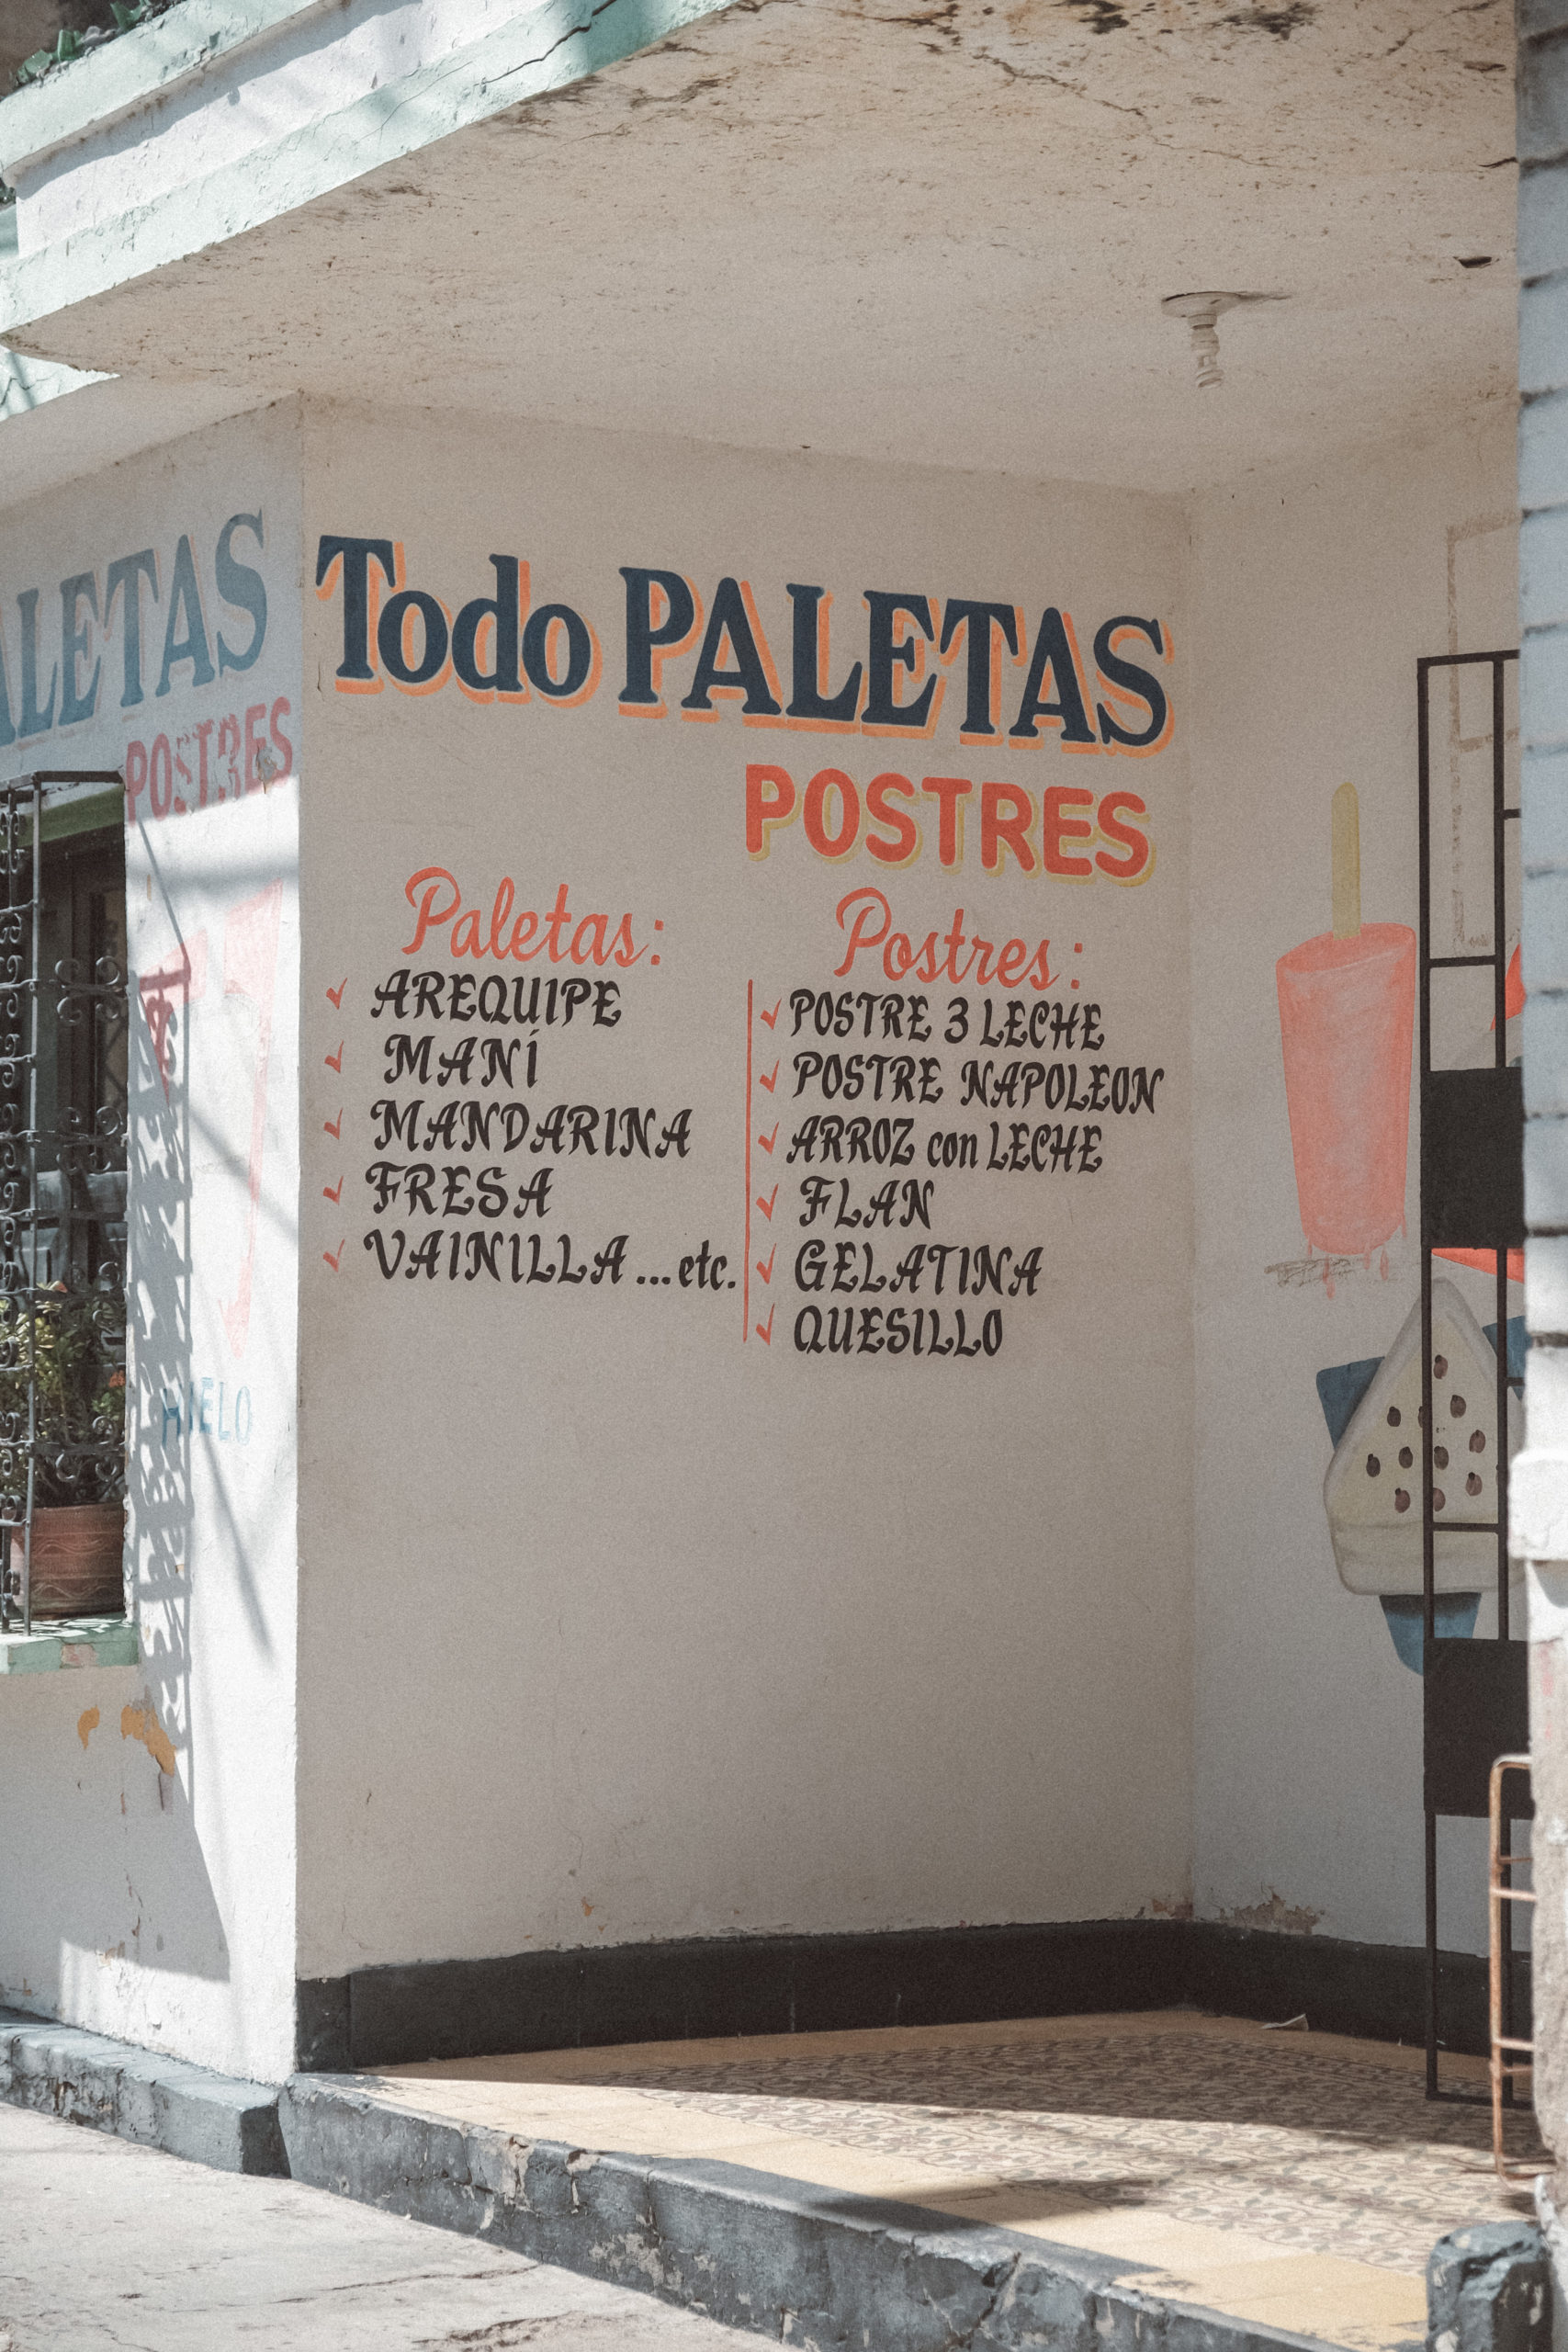 ALETAS
POSTRES
HIELO
Todo PALETAS
POSTRES
Paletas:
AREQUIPE
MANÍ
MANDARINA
FRESA
VAINILLA ... etc.
Postres:
POSTRE 3 LECHE
POSTRE NAPOLEON
ARROZ con LECHE
FLAN
GELATINA
QUESILLO